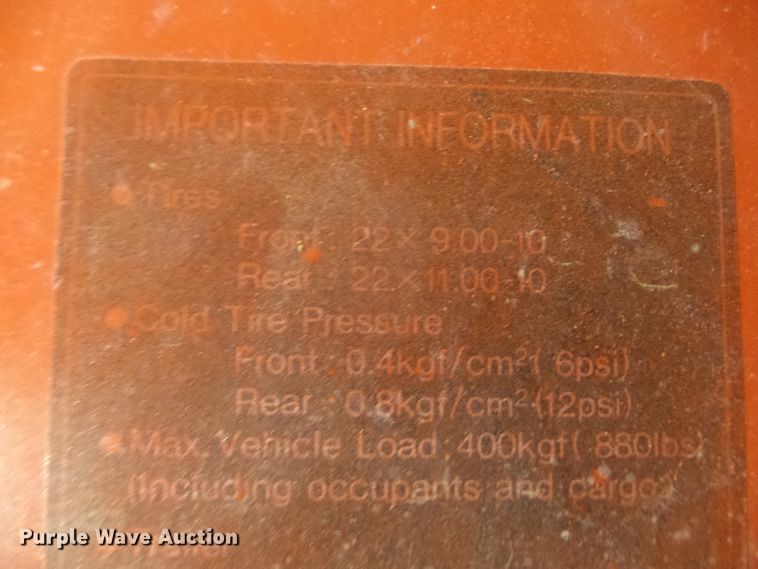 IMPORTANT INFORMATION
● Tires
Front : 22×9.00-10
Rear : 22×11.00-10
● Cold Tire Pressure
Front : 0.4kgf/cm²( 6psi)
Rear : 0.8kgf/cm²(12psi)
● Max. Vehicle Load : 400kgf( 880lbs)
(Including occupants and cargo.)
Purple Wave Auction